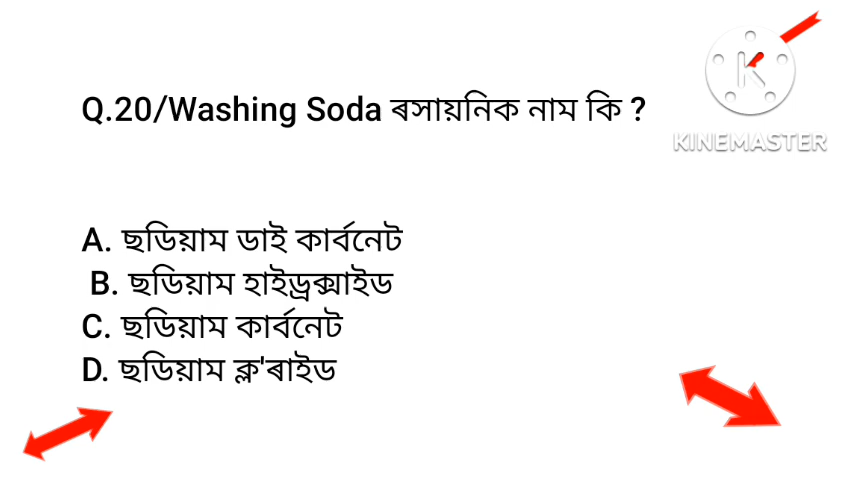 Q.20/Washing Soda ৰসায়নিক নাম কি ?
KINEMASTER
A. ছডিয়াম ডাই কাৰ্বনেট
B. ছডিয়াম হাইড্ৰক্সাইড
C. ছডিয়াম কাৰ্বনেট
D. ছডিয়াম ক্ল'ৰাইড